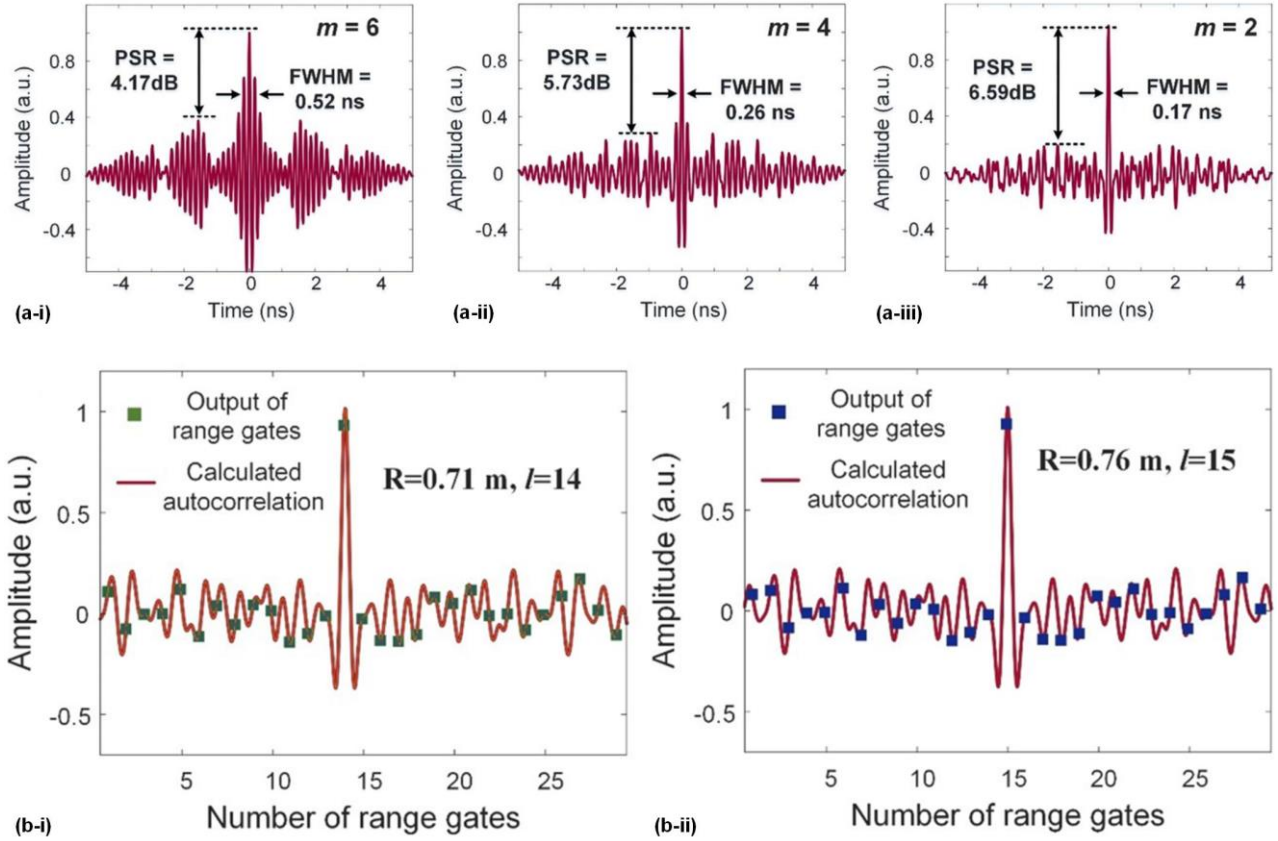 m = 6
PSR =
4.17dB
FWHM =
0.52 ns
Amplitude (a.u.)
0.8
0.4
0
-0.4
-4
-2
0
2
4
Time (ns)
(a-i)
m = 4
PSR =
5.73dB
FWHM =
0.26 ns
Amplitude (a.u.)
0.8
0.4
0
-0.4
-4
-2
0
2
4
Time (ns)
(a-ii)
m = 2
PSR =
6.59dB
FWHM =
0.17 ns
Amplitude (a.u.)
0.8
0.4
0
-0.4
-4
-2
0
2
4
Time (ns)
(a-iii)
Output of
range gates
Calculated
autocorrelation
R=0.71 m, l=14
Amplitude (a.u.)
1
0.5
0
-0.5
5
10
15
20
25
Number of range gates
(b-i)
Output of
range gates
Calculated
autocorrelation
R=0.76 m, l=15
Amplitude (a.u.)
1
0.5
0
-0.5
5
10
15
20
25
Number of range gates
(b-ii)